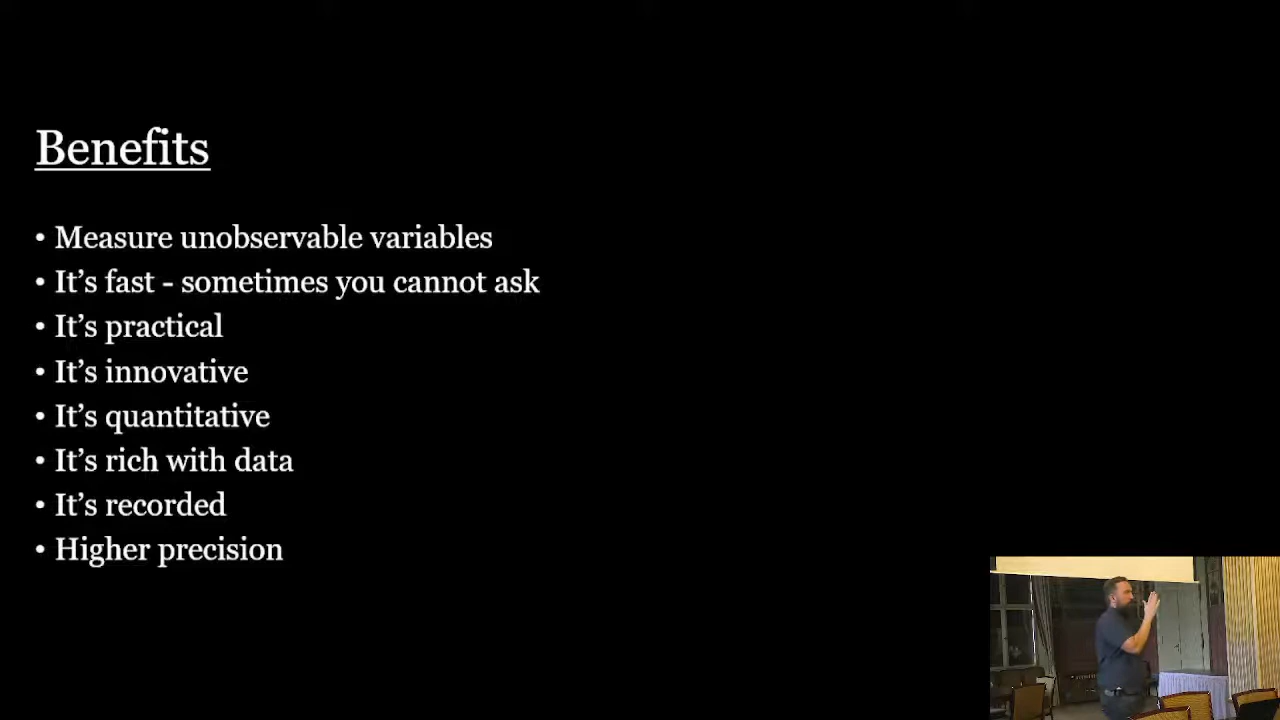 Benefits
• Measure unobservable variables
• It’s fast - sometimes you cannot ask
• It’s practical
• It’s innovative
• It’s quantitative
• It’s rich with data
• It’s recorded
• Higher precision